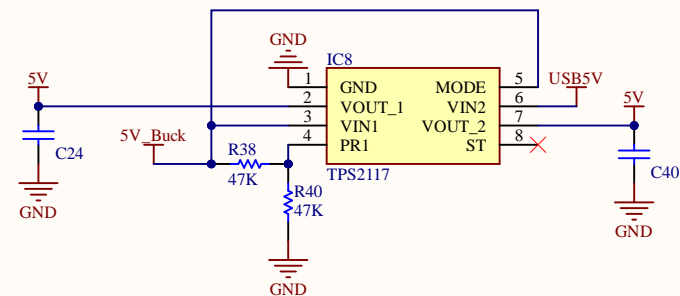 GND
IC8
5V
1
GND
MODE
5
USB5V
2
VOUT_1
VIN2
6
5V
3
VIN1
VOUT_2
7
5V_Buck
4
PR1
ST
8
C24
R38
47K
TPS2117
C40
R40
47K
GND
GND
GND